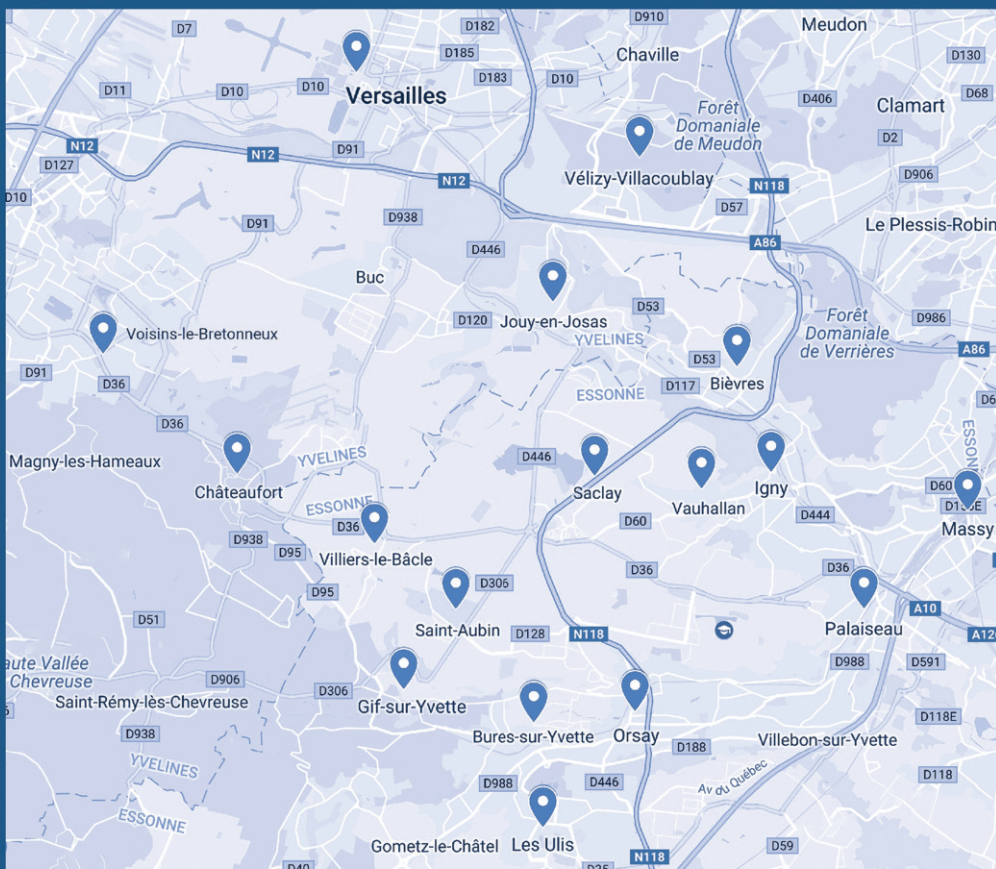 D910
Meudon
D7
D182
D185
Chaville
D130
D11
D10
D10
D183
D10
D68
Versailles
D406
Clamart
Forêt
Domaniale
de Meudon
D2
N12
D127
N12
D91
D906
N12
Vélizy-Villacoublay
N118
D10
D57
D91
D938
Le Plessis-Robin
D446
A86
Buc
D53
D120
Jouy-en-Josas
Forêt
Domaniale
de Verrières
D986
Voisins-le-Bretonneux
YVELINES
A86
D53
D91
D36
D117
Bièvres
ESSONNE
D6
D36
ESSONN
YVELINES
D446
Magny-les-Hameaux
Châteaufort
Saclay
Igny
D60
ESSONNE
Vauhallan
D444
D36
D60
Massy
D938
D95
Villiers-le-Bâcle
D36
D36
D306
D95
A10
D51
Saint-Aubin
D128
N118
Palaiseau
A126
aute Vallée
Chevreuse
D988
D591
D906
D306
Saint-Rémy-lès-Chevreuse
Gif-sur-Yvette
D118E
D938
Bures-sur-Yvette
Orsay
D188
Villebon-sur-Yvette
YVELINES
D988
D446
Av du Québec
D118
ESSONNE
Gometz-le-Châtel
Les Ulis
D59
N118
D40